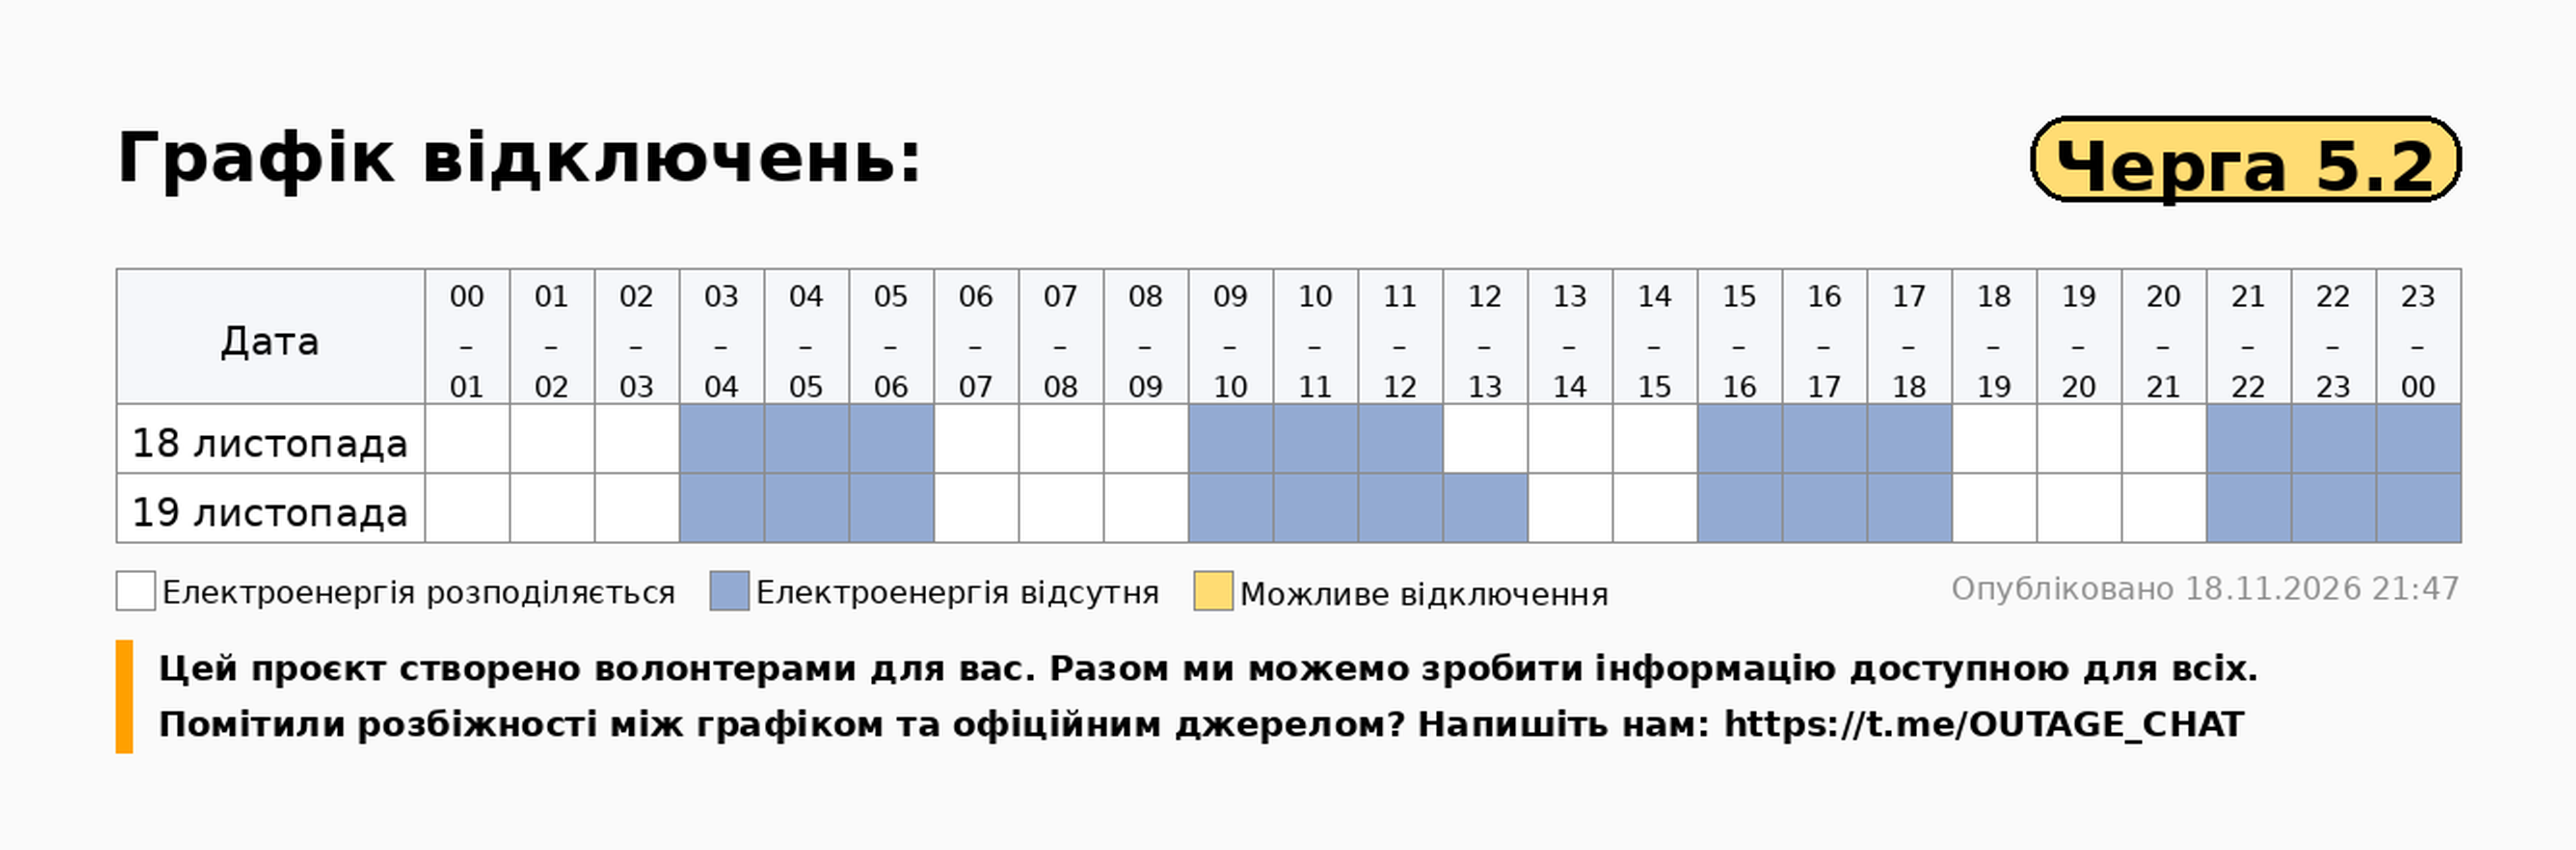 Графік відключень:
Черга 5.2
Дата
00 – 01
01 – 02
02 – 03
03 – 04
04 – 05
05 – 06
06 – 07
07 – 08
08 – 09
09 – 10
10 – 11
11 – 12
12 – 13
13 – 14
14 – 15
15 – 16
16 – 17
17 – 18
18 – 19
19 – 20
20 – 21
21 – 22
22 – 23
23 – 00
18 листопада
19 листопада
Електроенергія розподіляється
Електроенергія відсутня
Можливе відключення
Опубліковано 18.11.2026 21:47
Цей проєкт створено волонтерами для вас. Разом ми можемо зробити інформацію доступною для всіх.
Помітили розбіжності між графіком та офіційним джерелом? Напишіть нам: https://t.me/OUTAGE_CHAT